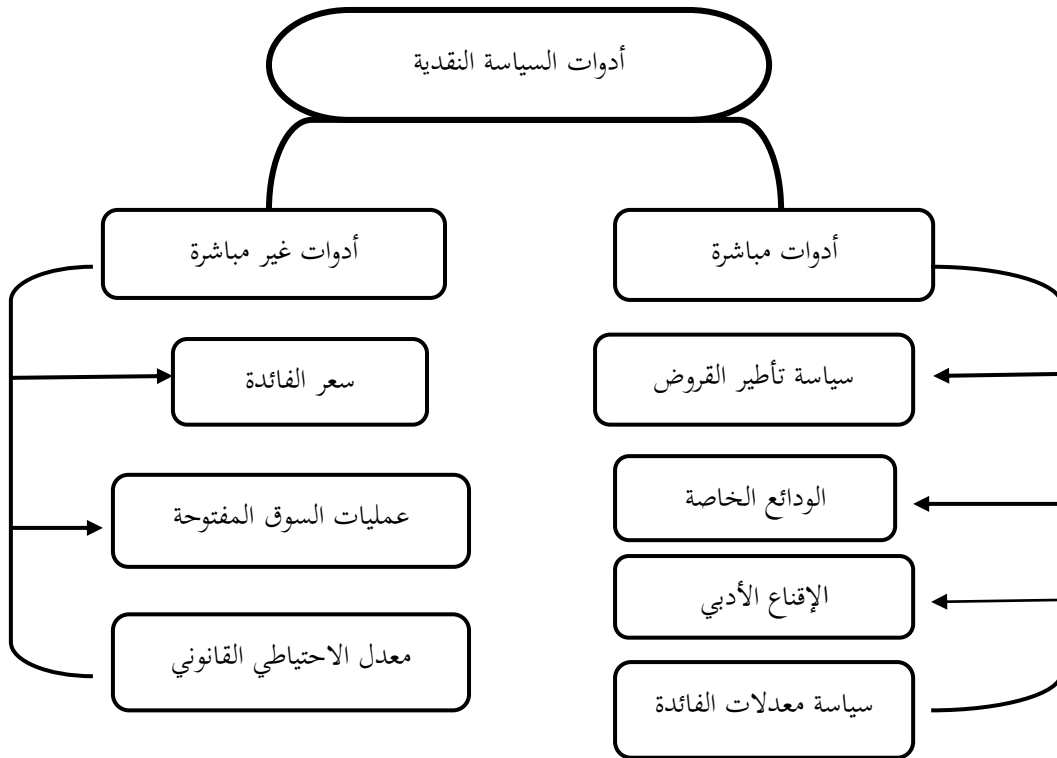 أدوات السياسة النقدية
أدوات مباشرة
أدوات غير مباشرة
سياسة تأطير القروض
سعر الفائدة
الودائع الخاصة
عمليات السوق المفتوحة
الإقناع الأدبي
معدل الاحتياطي القانوني
سياسة معدلات الفائدة